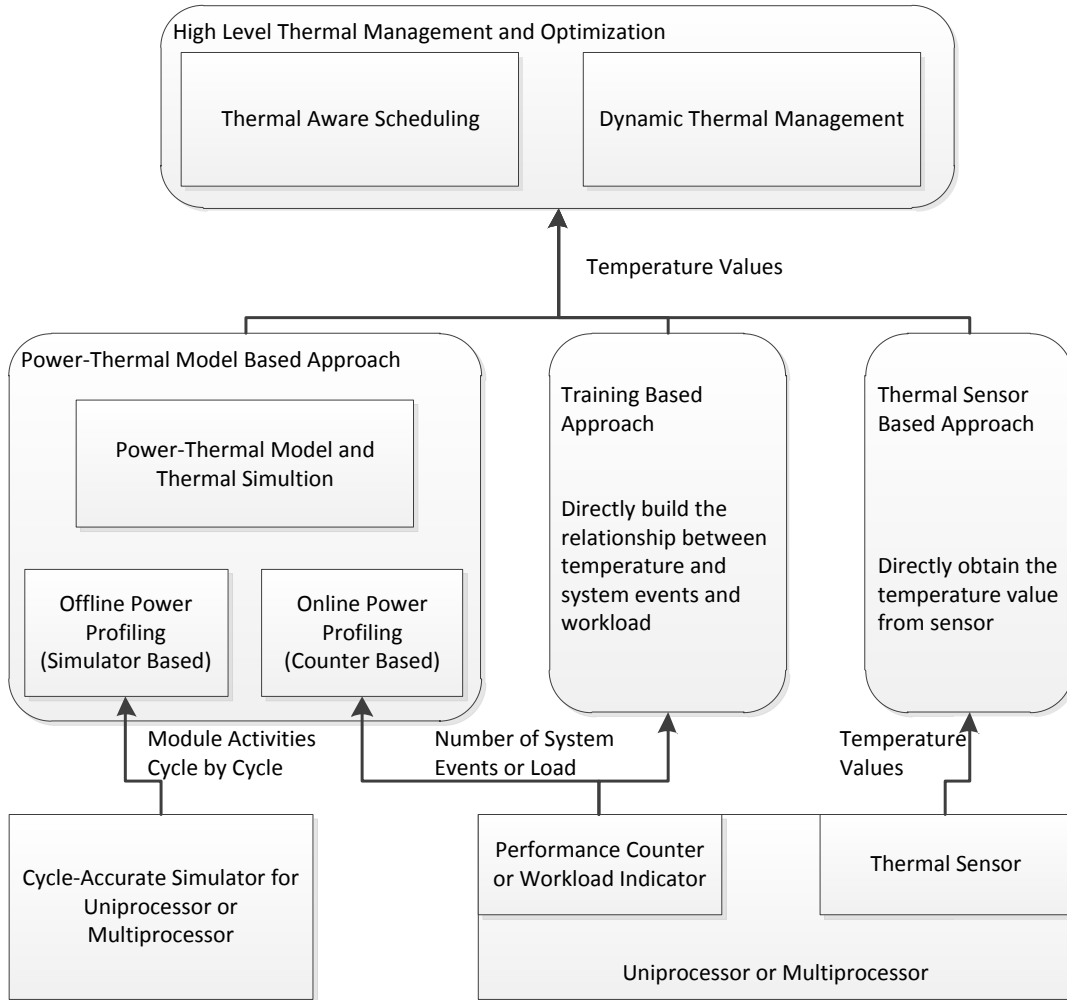 High Level Thermal Management and Optimization
Thermal Aware Scheduling
Dynamic Thermal Management
Temperature Values
Power-Thermal Model Based Approach
Power-Thermal Model and
Thermal Simultion
Offline Power
Profiling
(Simulator Based)
Online Power
Profiling
(Counter Based)
Training Based
Approach
Directly build the
relationship between
temperature and
system events and
workload
Thermal Sensor
Based Approach
Directly obtain the
temperature value
from sensor
Module Activities
Cycle by Cycle
Number of System
Events or Load
Temperature
Values
Cycle-Accurate Simulator for
Uniprocessor or
Multiprocessor
Performance Counter
or Workload Indicator
Thermal Sensor
Uniprocessor or Multiprocessor